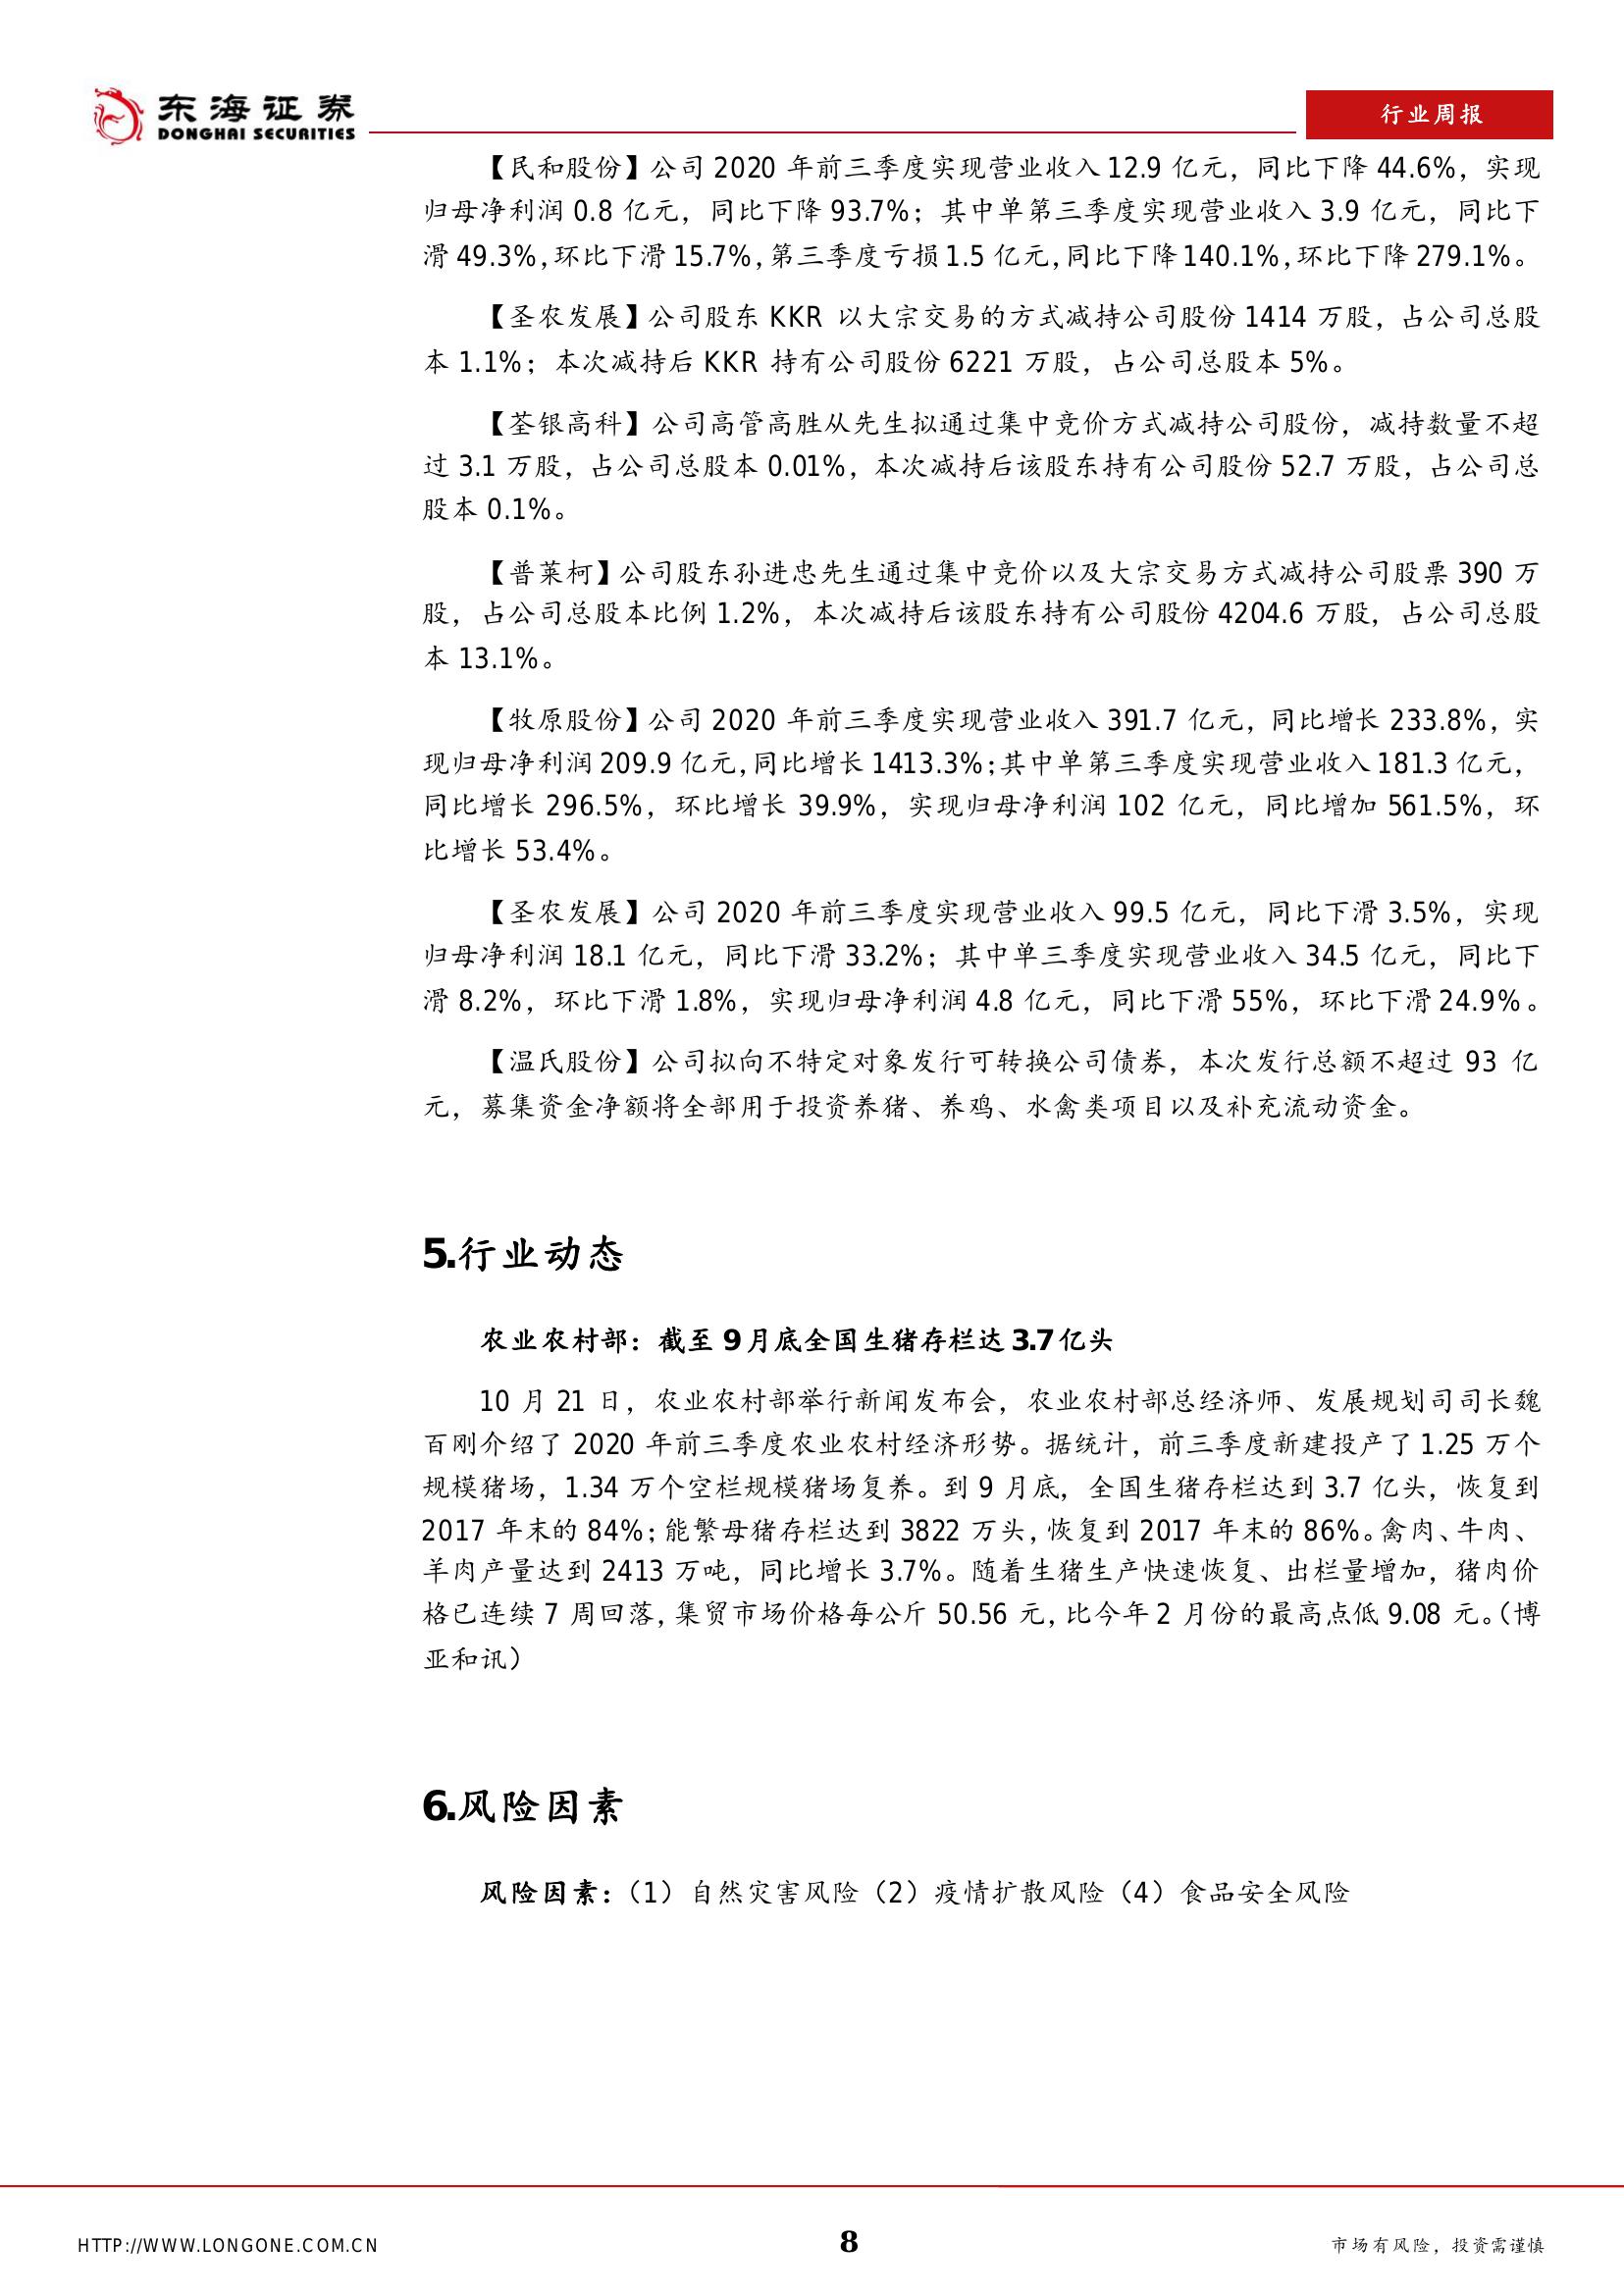 东海证券
DONGHAI SECURITIES
行业周报
【民和股份】公司 2020 年前三季度实现营业收入 12.9 亿元，同比下降 44.6%，实现
归母净利润 0.8 亿元，同比下降 93.7%；其中单第三季度实现营业收入 3.9 亿元，同比下
滑 49.3%，环比下滑 15.7%，第三季度亏损 1.5 亿元，同比下降 140.1%，环比下降 279.1%。
【圣农发展】公司股东 KKR 以大宗交易的方式减持公司股份 1414 万股，占公司总股
本 1.1%；本次减持后 KKR 持有公司股份 6221 万股，占公司总股本 5%。
【荃银高科】公司高管高胜从先生拟通过集中竞价方式减持公司股份，减持数量不超
过 3.1 万股，占公司总股本 0.01%，本次减持后该股东持有公司股份 52.7 万股，占公司总
股本 0.1%。
【普莱柯】公司股东孙进忠先生通过集中竞价以及大宗交易方式减持公司股票 390 万
股，占公司总股本比例 1.2%，本次减持后该股东持有公司股份 4204.6 万股，占公司总股
本 13.1%。
【牧原股份】公司 2020 年前三季度实现营业收入 391.7 亿元，同比增长 233.8%，实
现归母净利润 209.9 亿元，同比增长 1413.3%；其中单第三季度实现营业收入 181.3 亿元，
同比增长 296.5%，环比增长 39.9%，实现归母净利润 102 亿元，同比增加 561.5%，环
比增长 53.4%。
【圣农发展】公司 2020 年前三季度实现营业收入 99.5 亿元，同比下滑 3.5%，实现
归母净利润 18.1 亿元，同比下滑 33.2%；其中单三季度实现营业收入 34.5 亿元，同比下
滑 8.2%，环比下滑 1.8%，实现归母净利润 4.8 亿元，同比下滑 55%，环比下滑 24.9%。
【温氏股份】公司拟向不特定对象发行可转换公司债券，本次发行总额不超过 93 亿
元，募集资金净额将全部用于投资养猪、养鸡、水禽类项目以及补充流动资金。
5.行业动态
农业农村部：截至 9 月底全国生猪存栏达 3.7 亿头
10 月 21 日，农业农村部举行新闻发布会，农业农村部总经济师、发展规划司司长魏
百刚介绍了 2020 年前三季度农业农村经济形势。据统计，前三季度新建投产了 1.25 万个
规模猪场，1.34 万个空栏规模猪场复养。到 9 月底，全国生猪存栏达到 3.7 亿头，恢复到
2017 年末的 84%；能繁母猪存栏达到 3822 万头，恢复到 2017 年末的 86%。禽肉、牛肉、
羊肉产量达到 2413 万吨，同比增长 3.7%。随着生猪生产快速恢复、出栏量增加，猪肉价
格已连续 7 周回落，集贸市场价格每公斤 50.56 元，比今年 2 月份的最高点低 9.08 元。（博
亚和讯）
6.风险因素
风险因素：（1）自然灾害风险（2）疫情扩散风险（4）食品安全风险
HTTP://WWW.LONGONE.COM.CN
8
市场有风险，投资需谨慎